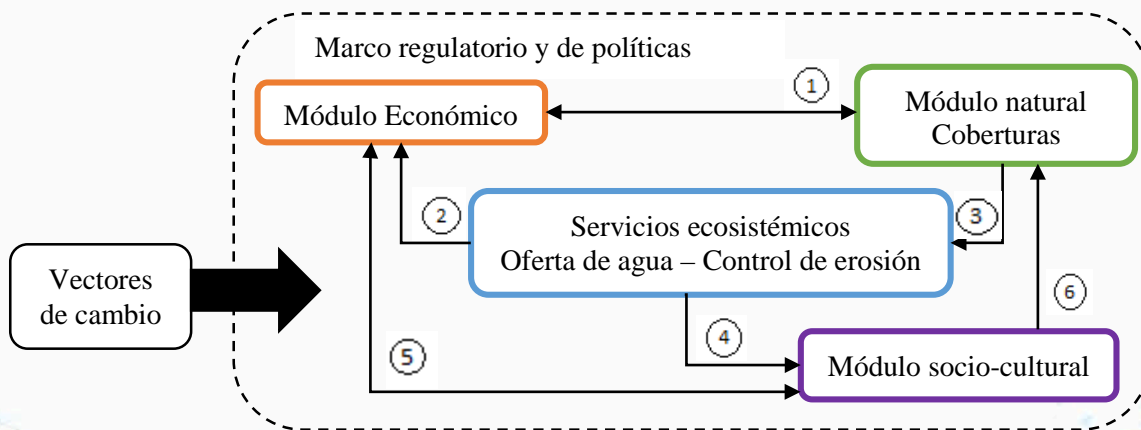 Marco regulatorio y de políticas
Módulo Económico
1
Módulo natural
Coberturas
2
Servicios ecosistémicos
Oferta de agua – Control de erosión
3
Vectores
de cambio
4
5
6
Módulo socio-cultural